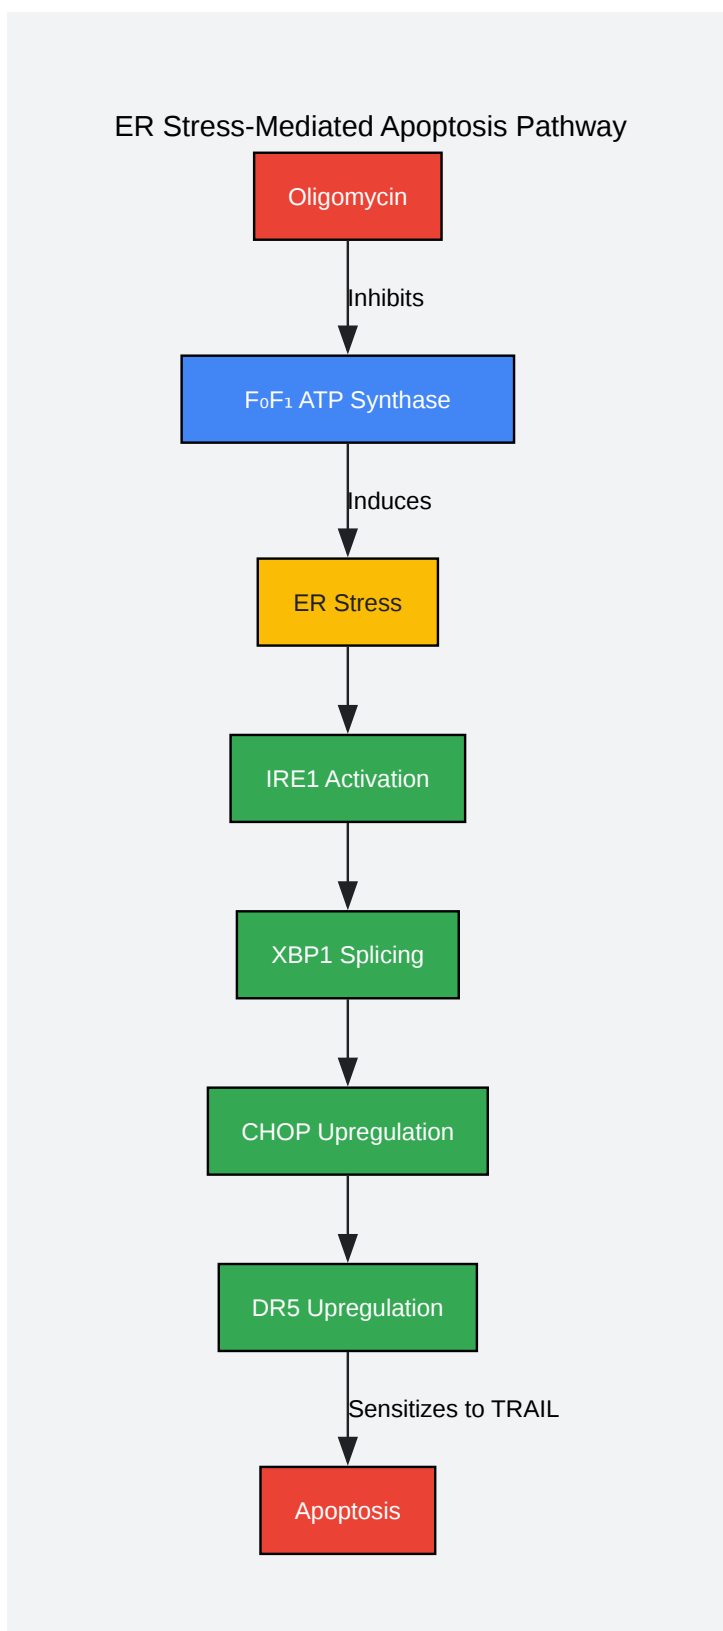 ER Stress-Mediated Apoptosis Pathway
Oligomycin
Inhibits
F₀F₁ ATP Synthase
Induces
ER Stress
IRE1 Activation
XBP1 Splicing
CHOP Upregulation
DR5 Upregulation
Sensitizes to TRAIL
Apoptosis